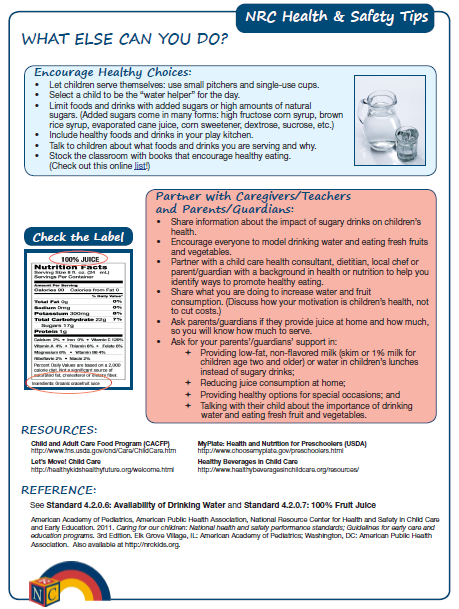 NRC Health & Safety Tips
WHAT ELSE CAN YOU DO?
Encourage Healthy Choices:
• Let children serve themselves: use small pitchers and single-use cups.
• Select a child to be the “water helper” for the day.
• Limit foods and drinks with added sugars or high amounts of natural
sugars. (Added sugars come in many forms: high fructose corn syrup, brown
rice syrup, evaporated cane juice, corn sweetener, dextrose, sucrose, etc.)
• Include healthy foods and drinks in your play kitchen.
• Talk to children about what foods and drinks you are serving and why.
• Stock the classroom with books that encourage healthy eating.
(Check out this online list!)
Partner with Caregivers/Teachers
and Parents/Guardians:
• Share information about the impact of sugary drinks on children’s
health.
• Encourage everyone to model drinking water and eating fresh fruits
and vegetables.
• Partner with a child care health consultant, dietitian, local chef or
parent/guardian with a background in health or nutrition to help you
identify ways to promote healthy eating.
• Share what you are doing to increase water and fruit
consumption. (Discuss how your motivation is children’s health, not
to cut costs.)
• Ask parents/guardians if they provide juice at home and how much,
so you will know how much to serve.
• Ask for your parents’/guardians’ support in:
Providing low-fat, non-flavored milk (skim or 1% milk for
children age two and older) or water in children’s lunches
instead of sugary drinks;
Reducing juice consumption at home;
Providing healthy options for special occasions; and
Talking with their child about the importance of drinking
water and eating fresh fruit and vegetables.
Check the Label
100% JUICE
Nutrition Facts
Serving Size 8 fl. oz. (24 mL)
Servings Per Container
Amount Per Serving
Calories 90 Calories from Fat 0
% Daily Value*
Total Fat 0g 0%
Sodium 0mg 0%
Potassium 300mg 9%
Total Carbohydrate 22g 7%
Sugars 17g
Protein 1g
Calcium 2% • Iron 0% • Vitamin C 120%
Vitamin A 4% • Thiamin 6% • Folate 6%
Magnesium 6% • Vitamin B6 4%
Riboflavin 2% • Niacin 2%
Percent Daily Values are based on a 2,000
calorie diet. Not a significant source of
saturated fat, cholesterol or dietary fiber.
Ingredients: Organic grapefruit juice
RESOURCES:
Child and Adult Care Food Program (CACFP)
http://www.fns.usda.gov/cnd/Care/ChildCare.htm
Let’s Move! Child Care
http://healthykidshealthyfuture.org/welcome.html
MyPlate: Health and Nutrition for Preschoolers (USDA)
http://www.choosemyplate.gov/preschoolers.html
Healthy Beverages in Child Care
http://www.healthybeveragesinchildcare.org/resources/
REFERENCE:
See Standard 4.2.0.6: Availability of Drinking Water and Standard 4.2.0.7: 100% Fruit Juice
American Academy of Pediatrics, American Public Health Association, National Resource Center for Health and Safety in Child Care
and Early Education. 2011. Caring for our children: National health and safety performance standards; Guidelines for early care and
education programs. 3rd Edition. Elk Grove Village, IL: American Academy of Pediatrics; Washington, DC: American Public Health
Association. Also available at http://nrckids.org.
N C